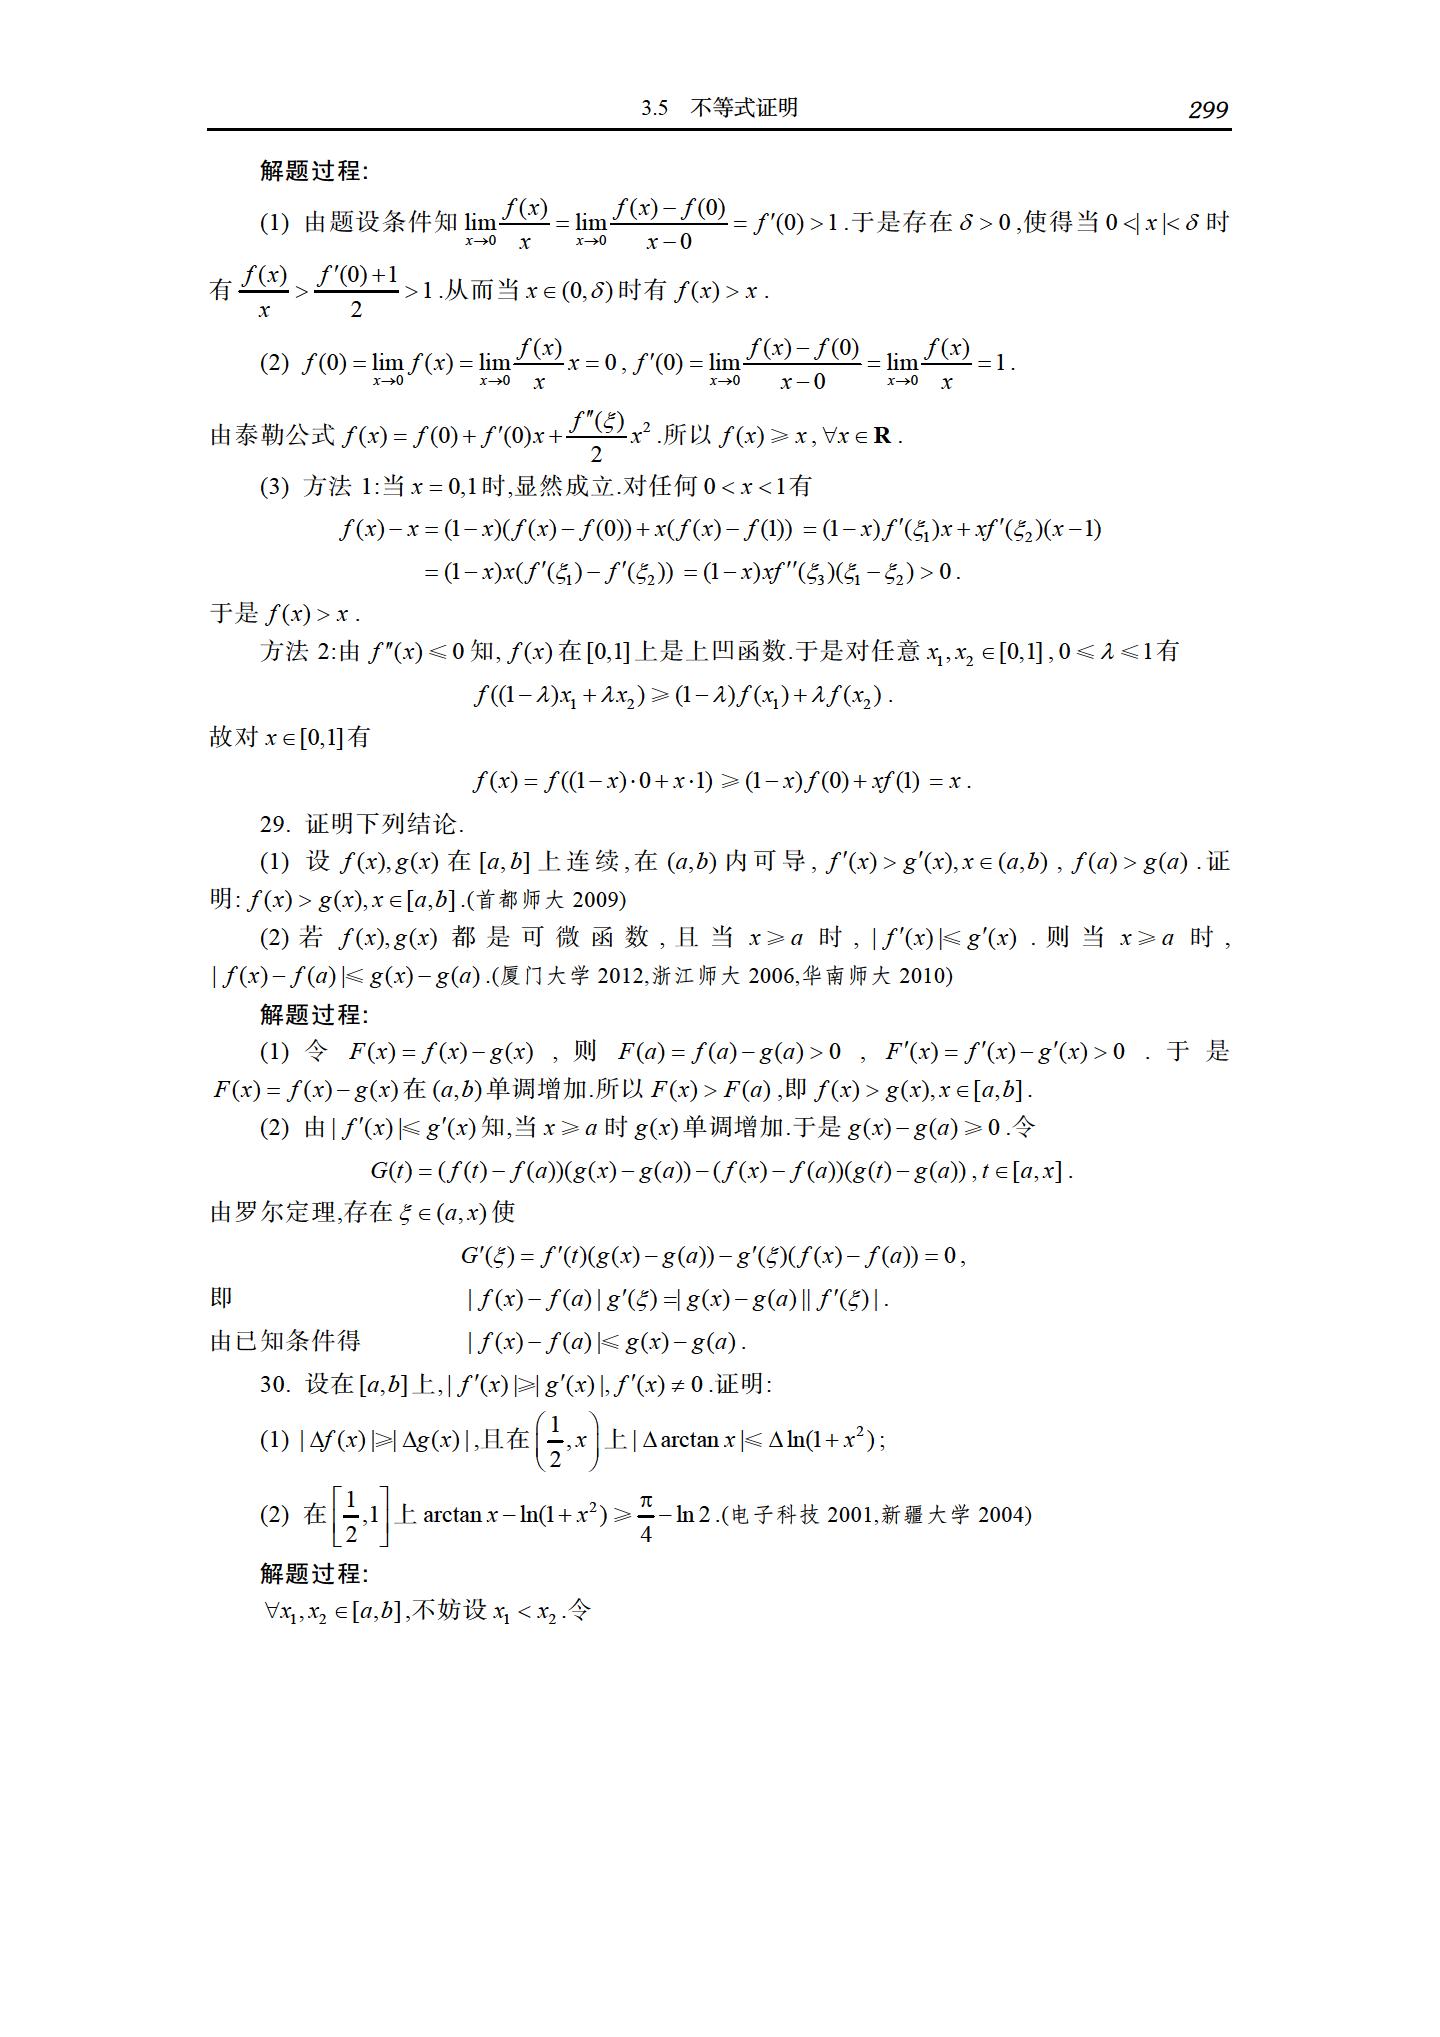 3.5 不等式证明 299
解题过程:
(1) 由题设条件知 $\lim_{x\to 0}\frac{f(x)}{x}=\lim_{x\to 0}\frac{f(x)-f(0)}{x-0}=f'(0)>1$.于是存在 $\delta>0$,使得当 $0<|x|<\delta$ 时
有 $\frac{f(x)}{x}>\frac{f'(0)+1}{2}>1$.从而当 $x\in(0,\delta)$ 时有 $f(x)>x$.
(2) $f(0)=\lim_{x\to 0}f(x)=\lim_{x\to 0}\frac{f(x)}{x}x=0$, $f'(0)=\lim_{x\to 0}\frac{f(x)-f(0)}{x-0}=\lim_{x\to 0}\frac{f(x)}{x}=1$.
由泰勒公式 $f(x)=f(0)+f'(0)x+\frac{f''(\xi)}{2}x^2$.所以 $f(x)\geqslant x,\forall x\in\mathbf{R}$.
(3) 方法 1:当 $x=0,1$ 时,显然成立.对任何 $0<x<1$ 有
$f(x)-x=(1-x)(f(x)-f(0))+x(f(x)-f(1))=(1-x)f'(\xi_1)x+xf'(\xi_2)(x-1)$
$=(1-x)x(f'(\xi_1)-f'(\xi_2))=(1-x)xf''(\xi_3)(\xi_1-\xi_2)>0$.
于是 $f(x)>x$.
方法 2:由 $f''(x)\leqslant 0$ 知, $f(x)$ 在 $[0,1]$ 上是上凹函数.于是对任意 $x_1,x_2\in[0,1],0\leqslant\lambda\leqslant 1$ 有
$f((1-\lambda)x_1+\lambda x_2)\geqslant(1-\lambda)f(x_1)+\lambda f(x_2)$.
故对 $x\in[0,1]$ 有
$f(x)=f((1-x)\cdot 0+x\cdot 1)\geqslant(1-x)f(0)+xf(1)=x$.
29. 证明下列结论.
(1) 设 $f(x),g(x)$ 在 $[a,b]$ 上连续,在 $(a,b)$ 内可导, $f'(x)>g'(x),x\in(a,b)$, $f(a)>g(a)$.证
明: $f(x)>g(x),x\in[a,b]$.(首都师大 2009)
(2) 若 $f(x),g(x)$ 都是可微函数,且当 $x\geqslant a$ 时, $|f'(x)|\leqslant g'(x)$.则当 $x\geqslant a$ 时,
$|f(x)-f(a)|\leqslant g(x)-g(a)$.(厦门大学 2012,浙江师大 2006,华南师大 2010)
解题过程:
(1) 令 $F(x)=f(x)-g(x)$,则 $F(a)=f(a)-g(a)>0$, $F'(x)=f'(x)-g'(x)>0$.于是
$F(x)=f(x)-g(x)$ 在 $(a,b)$ 单调增加.所以 $F(x)>F(a)$,即 $f(x)>g(x),x\in[a,b]$.
(2) 由 $|f'(x)|\leqslant g'(x)$ 知,当 $x\geqslant a$ 时 $g(x)$ 单调增加.于是 $g(x)-g(a)\geqslant 0$.令
$G(t)=(f(t)-f(a))(g(x)-g(a))-(f(x)-f(a))(g(t)-g(a)),t\in[a,x]$.
由罗尔定理,存在 $\xi\in(a,x)$ 使
$G'(\xi)=f'(t)(g(x)-g(a))-g'(\xi)(f(x)-f(a))=0$,
即 $|f(x)-f(a)|g'(\xi)=|g(x)-g(a)||f'(\xi)|$.
由已知条件得 $|f(x)-f(a)|\leqslant g(x)-g(a)$.
30. 设在 $[a,b]$ 上,$|f'(x)|\geqslant|g'(x)|,f'(x)\neq 0$.证明:
(1) $|\Delta f(x)|\geqslant|\Delta g(x)|$,且在 $\left(\frac{1}{2},x\right)$ 上 $|\Delta\arctan x|\leqslant\Delta\ln(1+x^2)$;
(2) 在 $\left[\frac{1}{2},1\right]$ 上 $\arctan x-\ln(1+x^2)\geqslant\frac{\pi}{4}-\ln 2$.(电子科技 2001,新疆大学 2004)
解题过程:
$\forall x_1,x_2\in[a,b]$,不妨设 $x_1<x_2$.令